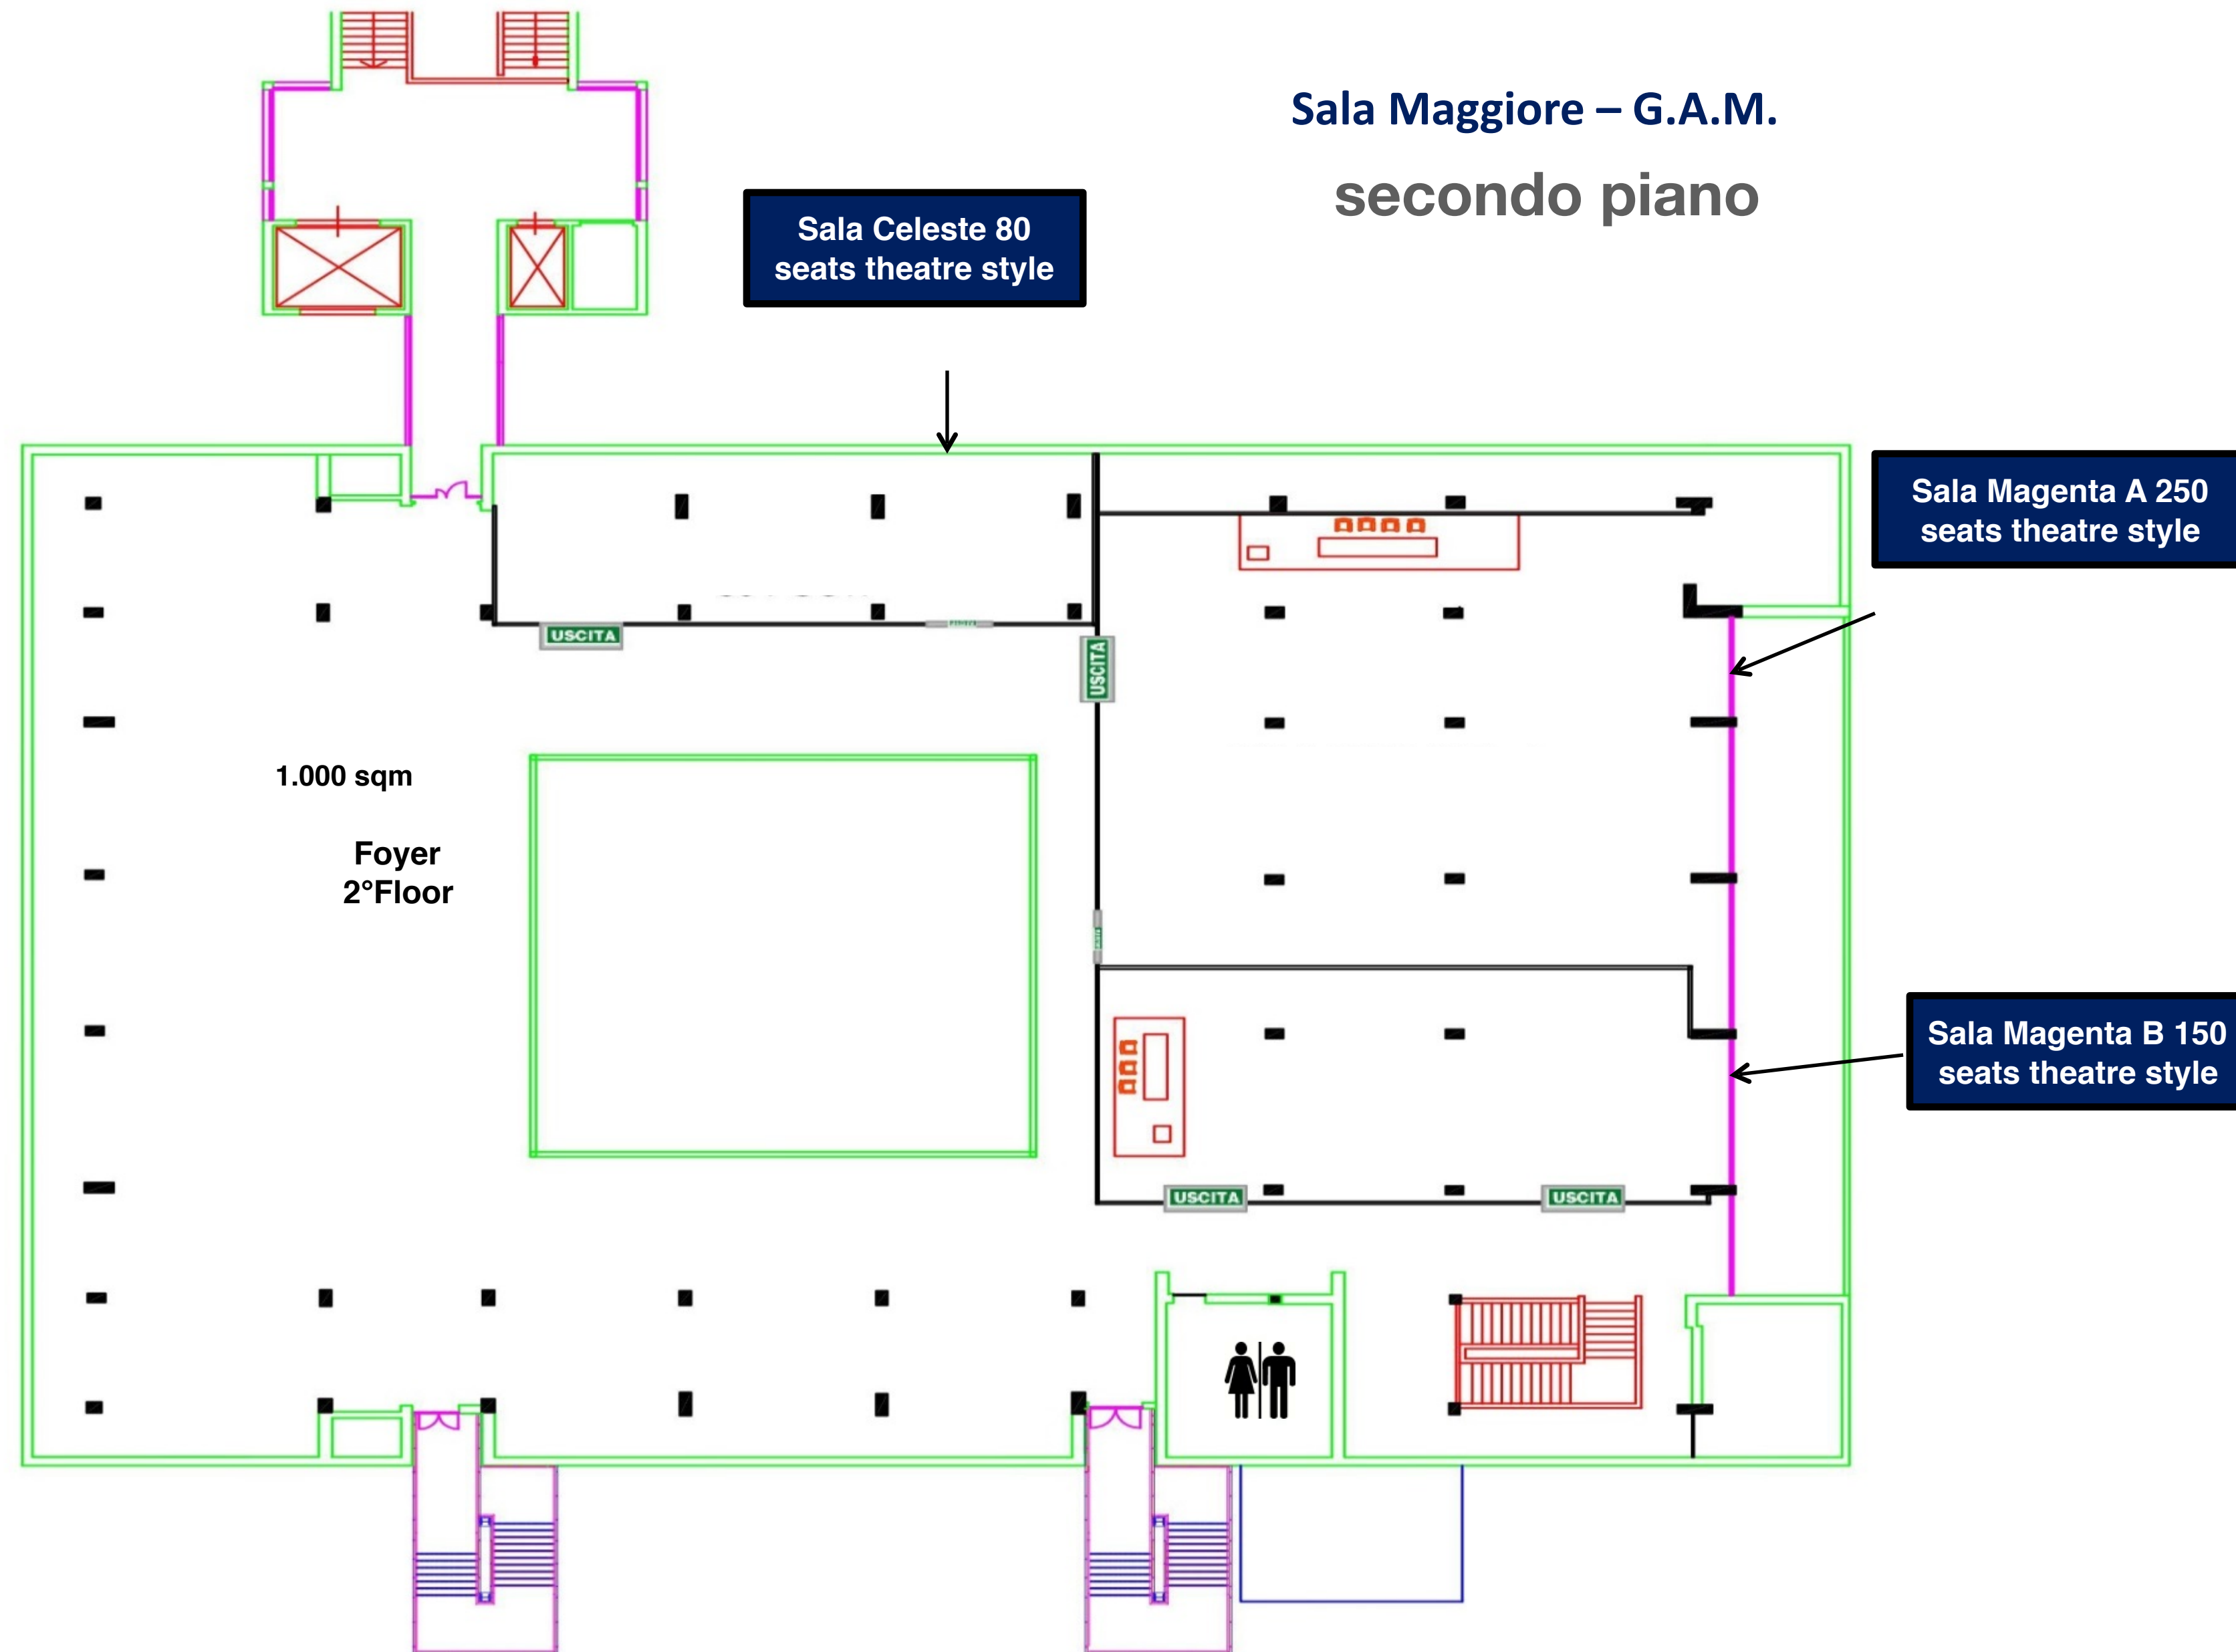 Sala Maggiore – G.A.M.
secondo piano
Sala Celeste 80
seats theatre style
Sala Magenta A 250
seats theatre style
USCITA
USCITA
1.000 sqm
Foyer
2°Floor
Sala Magenta B 150
seats theatre style
USCITA
USCITA